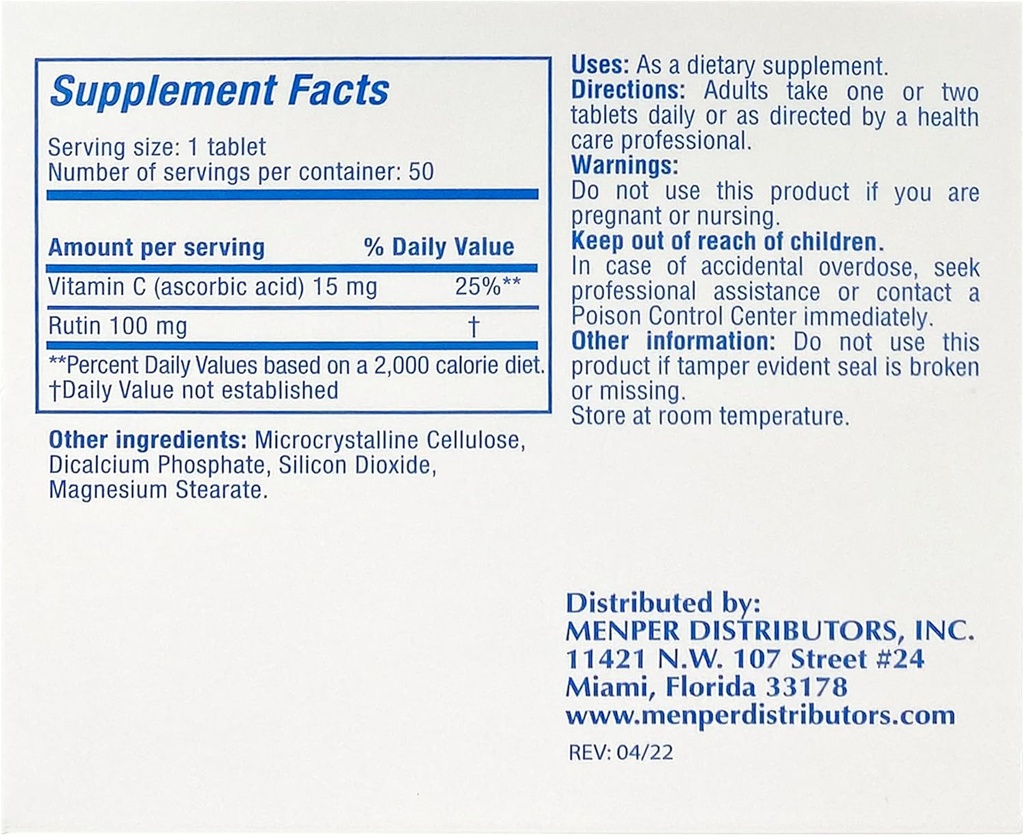 Supplement Facts
Serving size: 1 tablet
Number of servings per container: 50
Amount per serving % Daily Value
Vitamin C (ascorbic acid) 15 mg 25%**
Rutin 100 mg †
**Percent Daily Values based on a 2,000 calorie diet.
†Daily Value not established
Other ingredients: Microcrystalline Cellulose,
Dicalcium Phosphate, Silicon Dioxide,
Magnesium Stearate.
Uses: As a dietary supplement.
Directions: Adults take one or two
tablets daily or as directed by a health
care professional.
Warnings:
Do not use this product if you are
pregnant or nursing.
Keep out of reach of children.
In case of accidental overdose, seek
professional assistance or contact a
Poison Control Center immediately.
Other information: Do not use this
product if tamper evident seal is broken
or missing.
Store at room temperature.
Distributed by:
MENPER DISTRIBUTORS, INC.
11421 N.W. 107 Street #24
Miami, Florida 33178
www.menperdistributors.com
REV: 04/22